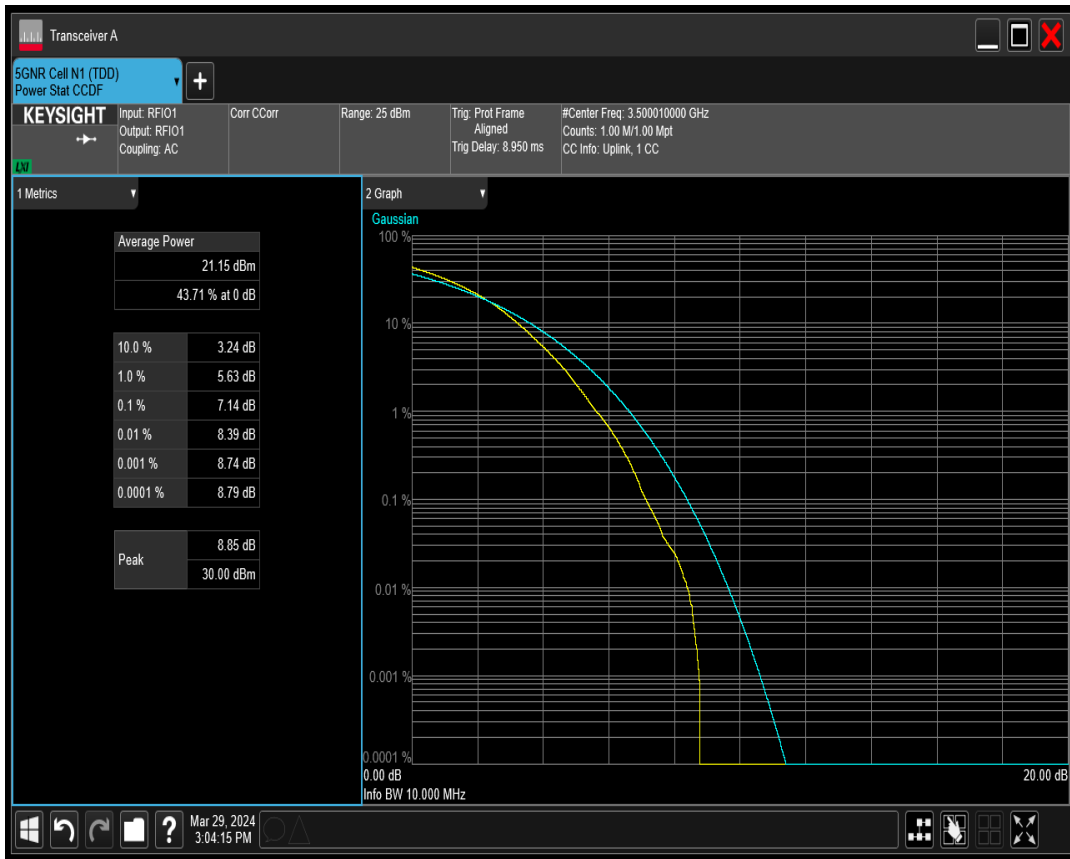 Transceiver A
5GNR Cell N1 (TDD)
Power Stat CCDF
+
KEYSIGHT
LXI
Input: RFIO1
Output: RFIO1
Coupling: AC
Corr CCorr
Range: 25 dBm
Trig: Prot Frame
Aligned
Trig Delay: 8.950 ms
#Center Freq: 3.500010000 GHz
Counts: 1.00 M/1.00 Mpt
CC Info: Uplink, 1 CC
1 Metrics
Average Power
21.15 dBm
43.71 % at 0 dB
10.0 % 3.24 dB
1.0 % 5.63 dB
0.1 % 7.14 dB
0.01 % 8.39 dB
0.001 % 8.74 dB
0.0001 % 8.79 dB
Peak 8.85 dB
30.00 dBm
2 Graph
Gaussian
100 %
10 %
1 %
0.1 %
0.01 %
0.001 %
0.0001 %
0.00 dB 20.00 dB
Info BW 10.000 MHz
?
Mar 29, 2024
3:04:15 PM